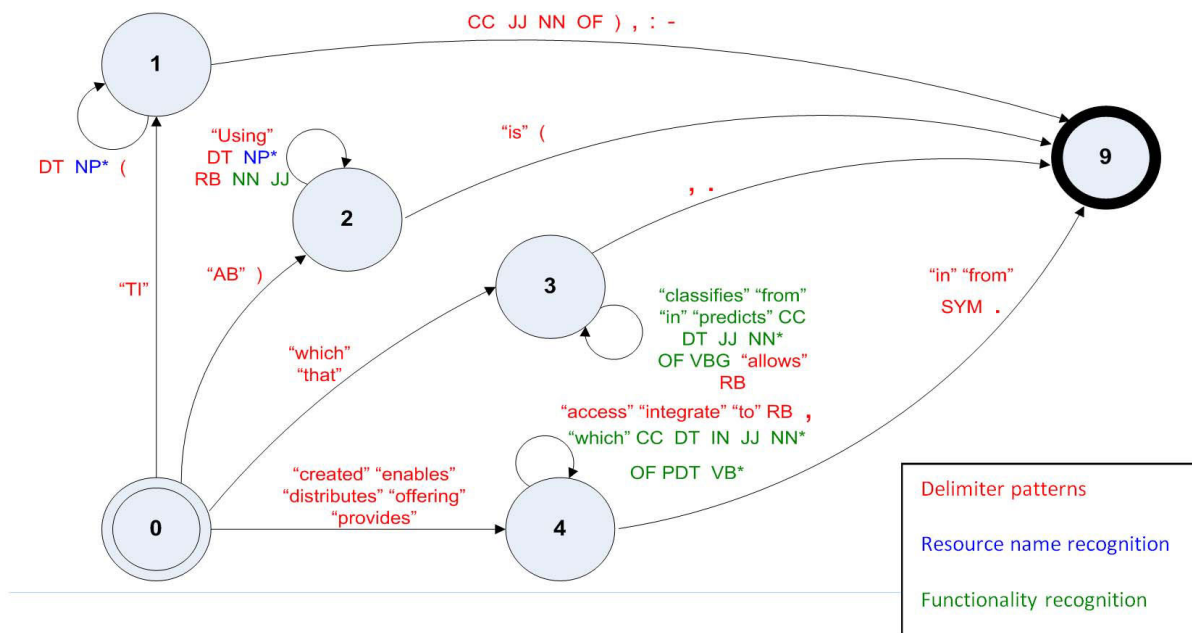 CC JJ NN OF ) , : -
1
DT NP* (
"Using"
DT NP*
RB NN JJ
"is" (
9
2
, .
"TI"
"AB" )
3
"in" "from"
SYM .
"classifies" "from"
"in" "predicts" CC
DT JJ NN*
OF VBG "allows"
RB
"which"
"that"
"access" "integrate" "to" RB ,
"which" CC DT IN JJ NN*
OF PDT VB*
"created" "enables"
"distributes" "offering"
"provides"
0
4
Delimiter patterns
Resource name recognition
Functionality recognition